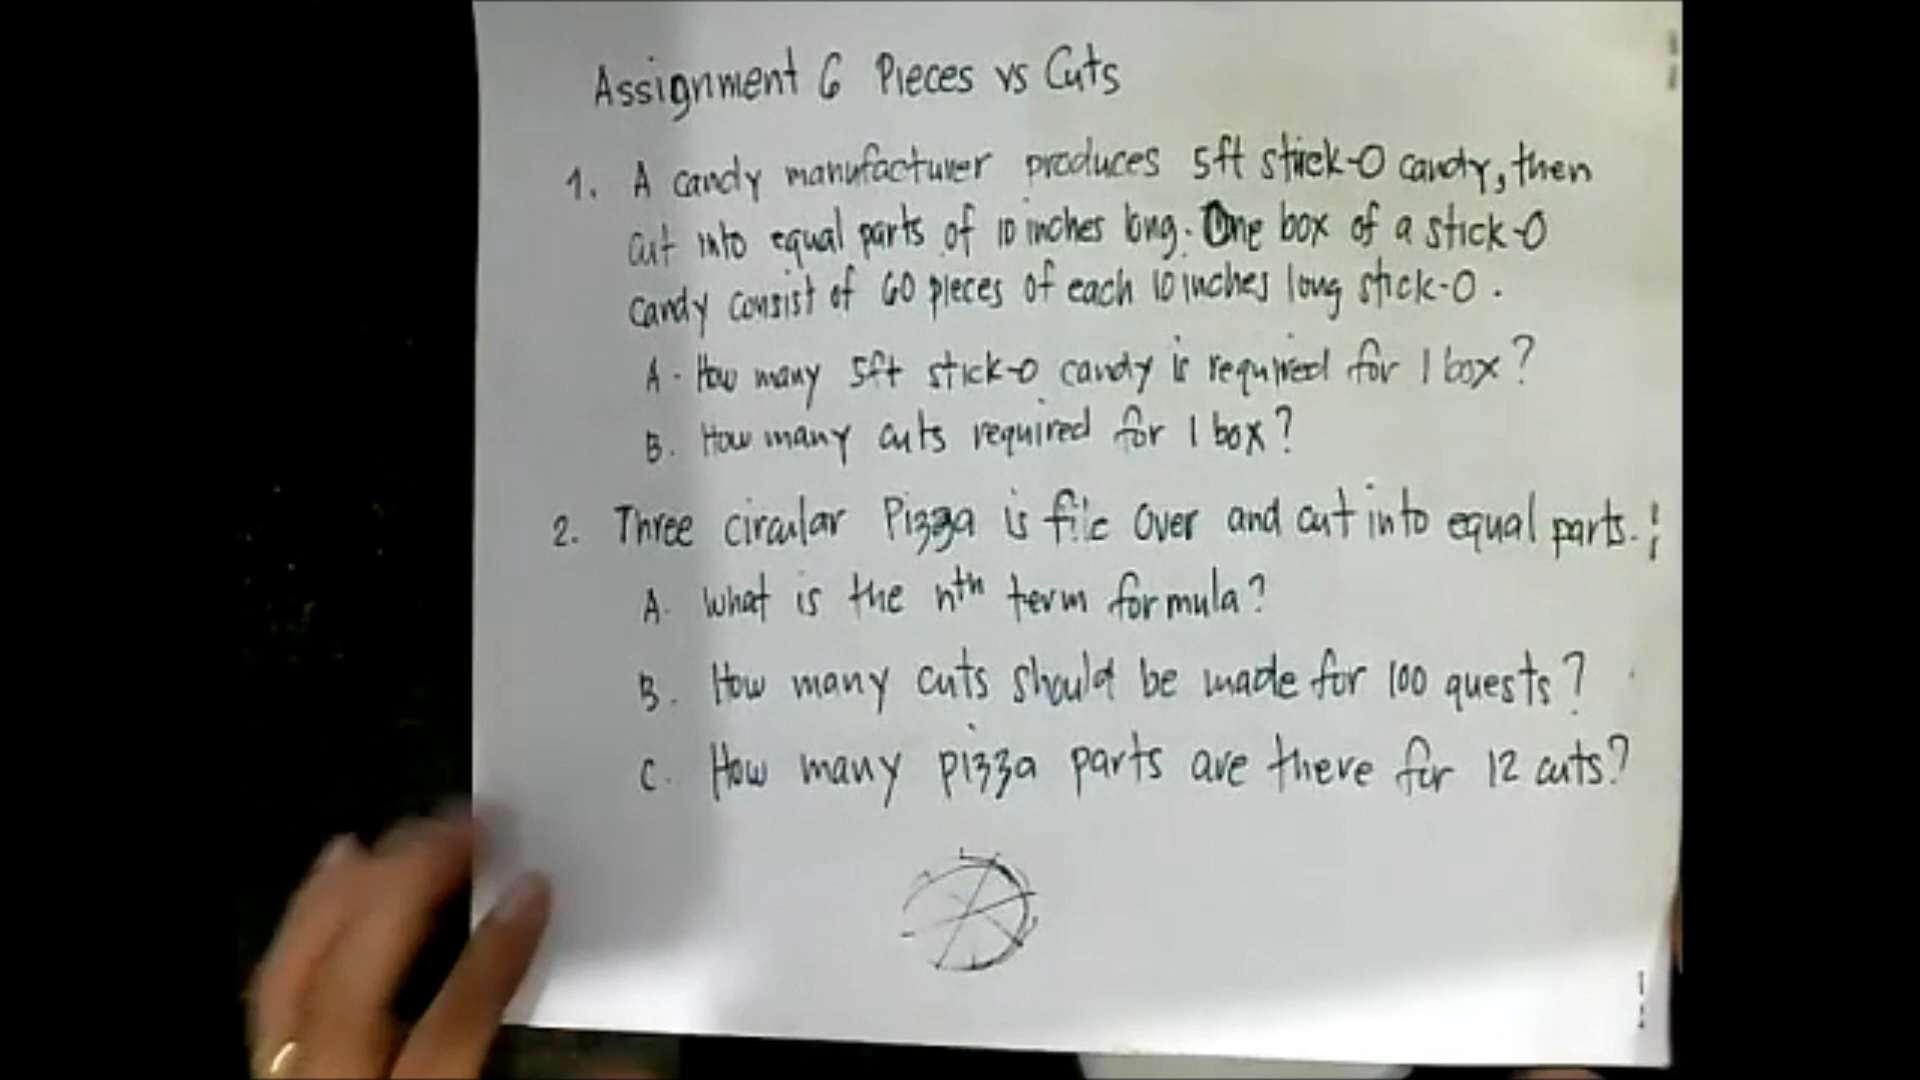 Assignment 6 Pieces vs Cuts
1. A candy manufacturer produces 5ft stick-O candy, then
cut into equal parts of 10 inches long. One box of a stick-O
candy consist of 60 pieces of each 10 inches long stick-O.
A. How many 5ft stick-O candy is required for 1 box?
B. How many cuts required for 1 box?
2. Three circular Pizza is file over and cut into equal parts.
A. What is the nth term formula?
B. How many cuts should be made for 100 quests?
C. How many pizza parts are there for 12 cuts?